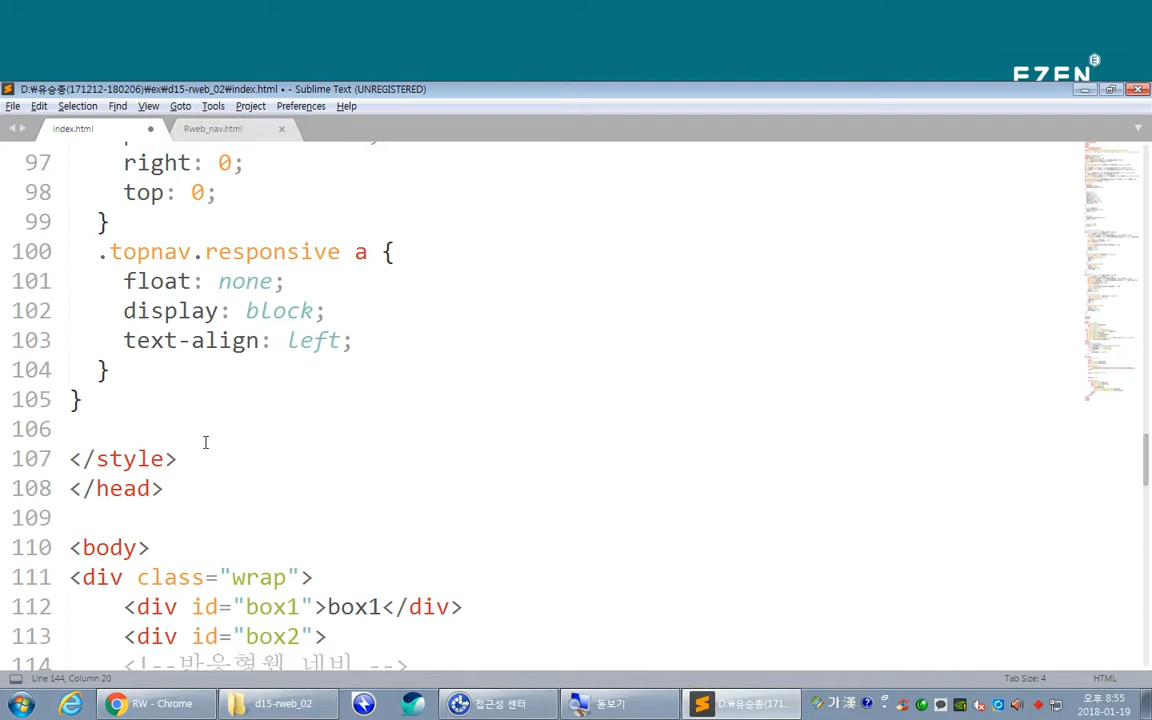 EZEN E
D:₩유승종(171212-180206)₩ex₩d15-rweb_02₩index.html • - Sublime Text (UNREGISTERED)
File Edit Selection Find View Goto Tools Project Preferences Help
index.html Rweb_nav.html
97 right: 0;
98 top: 0;
99 }
100 .topnav.responsive a {
101 float: none;
102 display: block;
103 text-align: left;
104 }
105 }
106
107 </style>
108 </head>
109
110 <body>
111 <div class="wrap">
112 <div id="box1">box1</div>
113 <div id="box2">
114 <!--반응형웹 네비 -->
Line 144, Column 20 Tab Size: 4 HTML
RW - Chrome d15-rweb_02 접근성 센터 돋보기 D:₩유승종(171... 가 漢 오후 8:55
2018-01-19